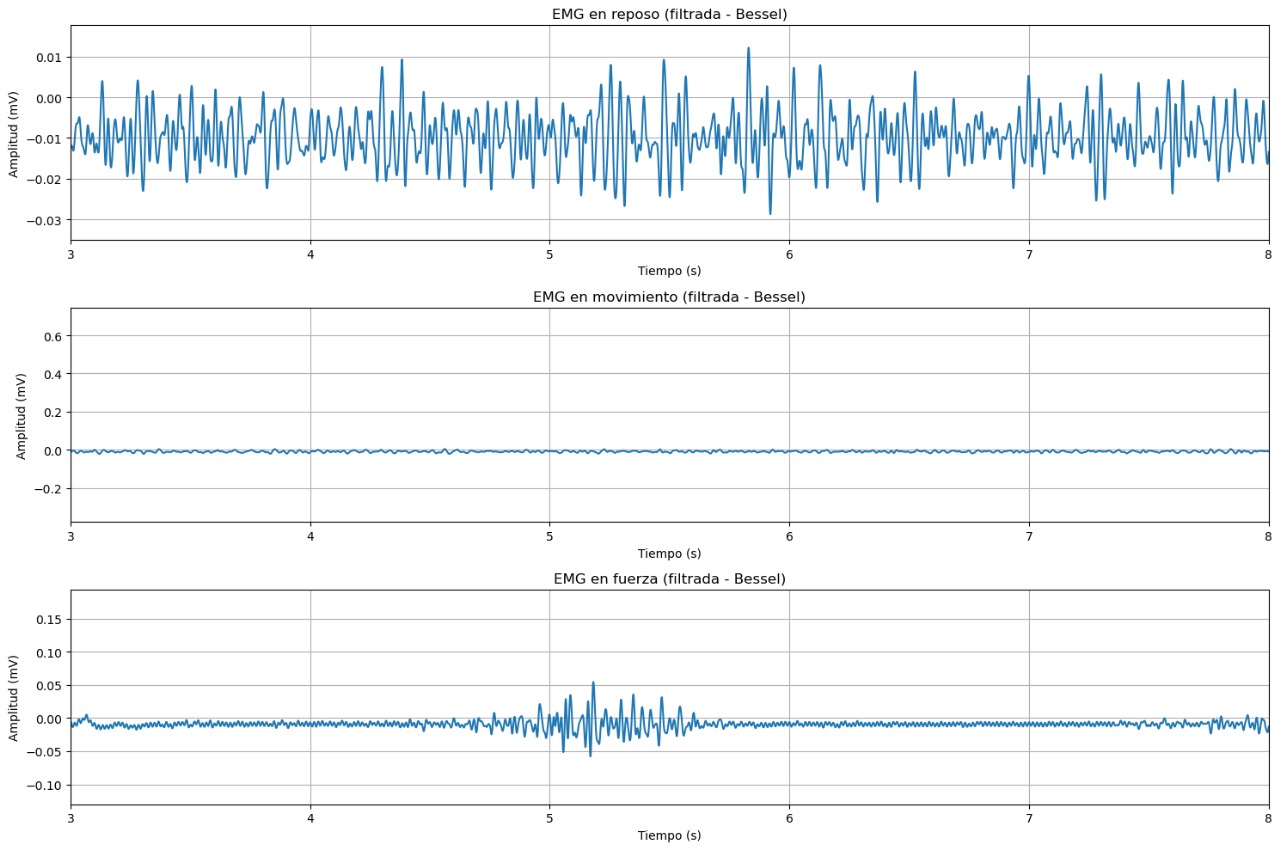 EMG en reposo (filtrada - Bessel)
Amplitud (mV)
0.01
0.00
−0.01
−0.02
−0.03
3 4 5 6 7 8
Tiempo (s)
EMG en movimiento (filtrada - Bessel)
Amplitud (mV)
0.6
0.4
0.2
0.0
−0.2
3 4 5 6 7 8
Tiempo (s)
EMG en fuerza (filtrada - Bessel)
Amplitud (mV)
0.15
0.10
0.05
0.00
−0.05
−0.10
3 4 5 6 7 8
Tiempo (s)